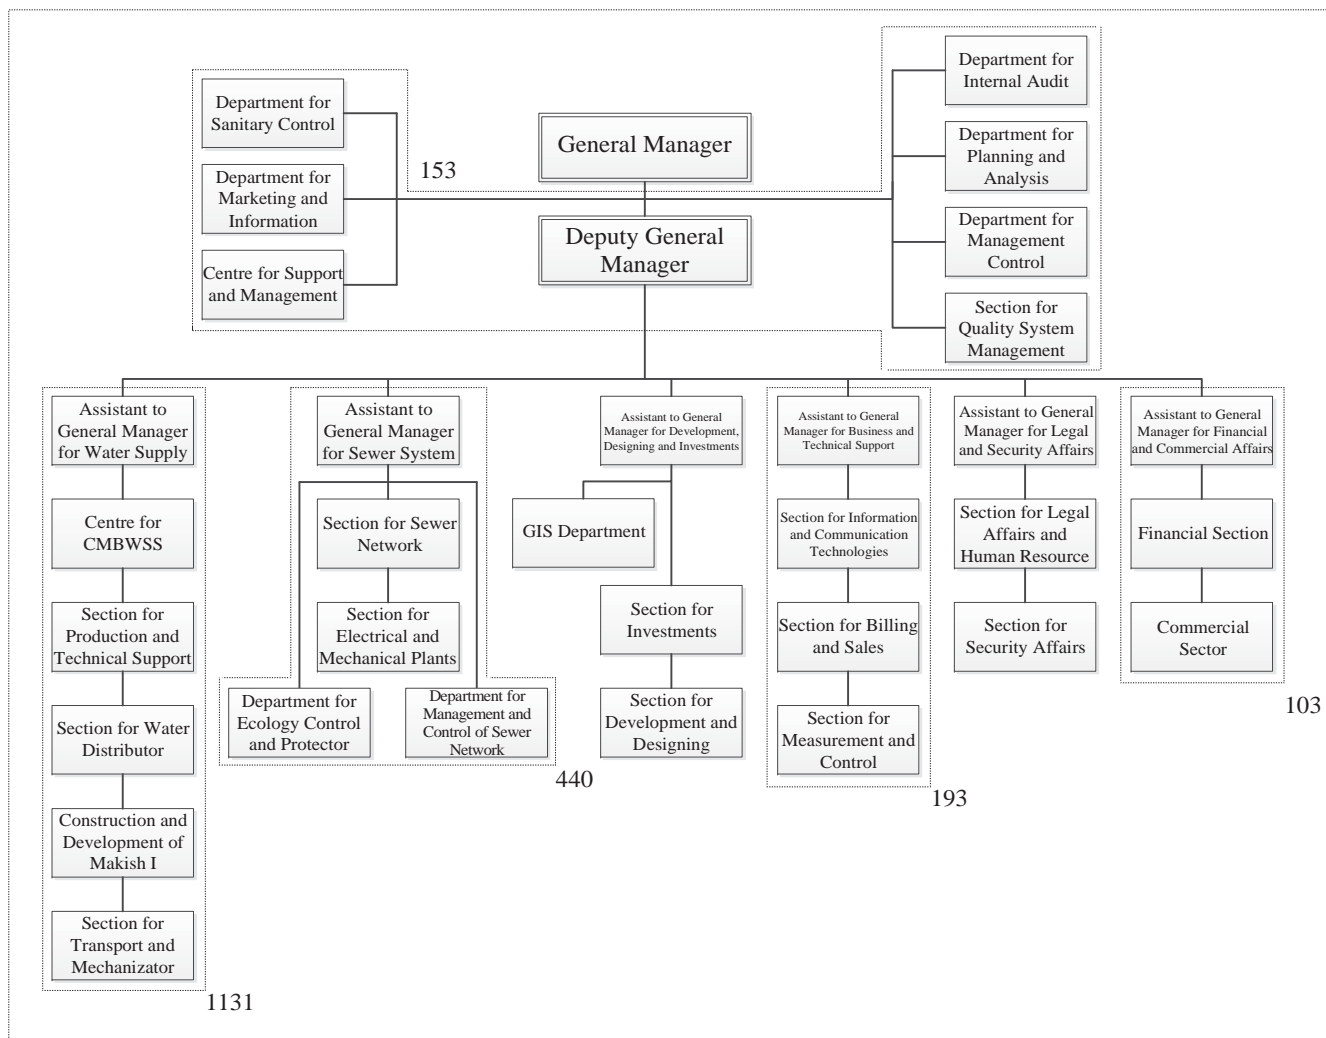 Department for
Sanitary Control
Department for
Marketing and
Information
Centre for Support
and Management
153
General Manager
Deputy General
Manager
Department for
Internal Audit
Department for
Planning and
Analysis
Department for
Management
Control
Section for
Quality System
Management
Assistant to
General Manager
for Water Supply
Centre for
CMBWSS
Section for
Production and
Technical Support
Section for Water
Distributor
Construction and
Development of
Makish I
Section for
Transport and
Mechanizator
1131
Assistant to
General Manager
for Sewer System
Section for Sewer
Network
Section for
Electrical and
Mechanical Plants
Department for
Ecology Control
and Protector
Department for
Management and
Control of Sewer
Network
440
Assistant to General
Manager for Development,
Designing and Investments
GIS Department
Section for
Investments
Section for
Development and
Designing
Assistant to General
Manager for Business and
Technical Support
Section for Information
and Communication
Technologies
Section for Billing
and Sales
Section for
Measurement and
Control
193
Assistant to General
Manager for Legal
and Security Affairs
Section for Legal
Affairs and
Human Resource
Section for
Security Affairs
Assistant to General
Manager for Financial
and Commercial Affairs
Financial Section
Commercial
Sector
103